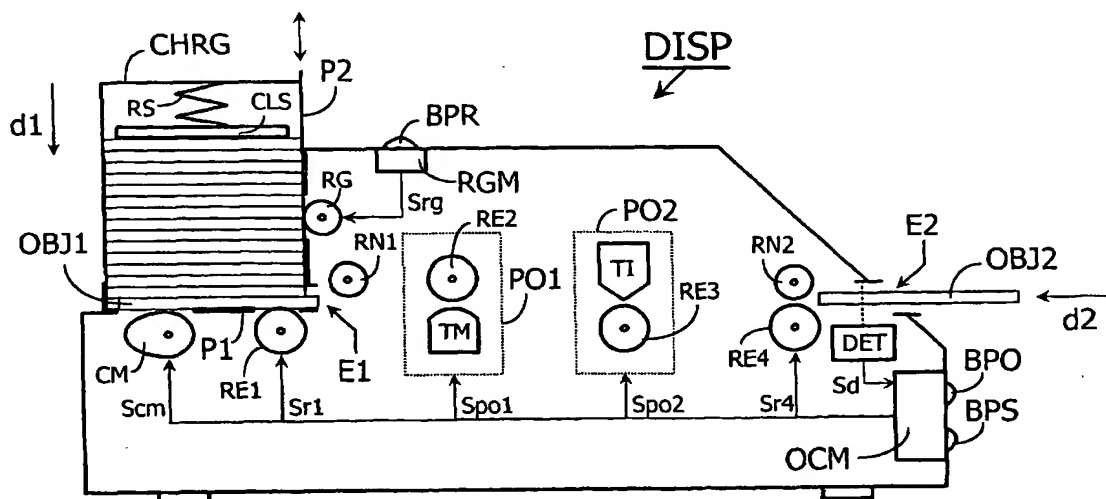 CHRG
DISP
P2
RS
CLS
d1
BPR
RGM
RG
Srg
RE2
PO2
E2
OBJ1
RN1
TI
RN2
OBJ2
PO1
RE3
TM
d2
P1
CM
RE1
E1
RE4
DET
BPO
Scm
Sr1
Spo1
Spo2
Sr4
Sd
BPS
OCM